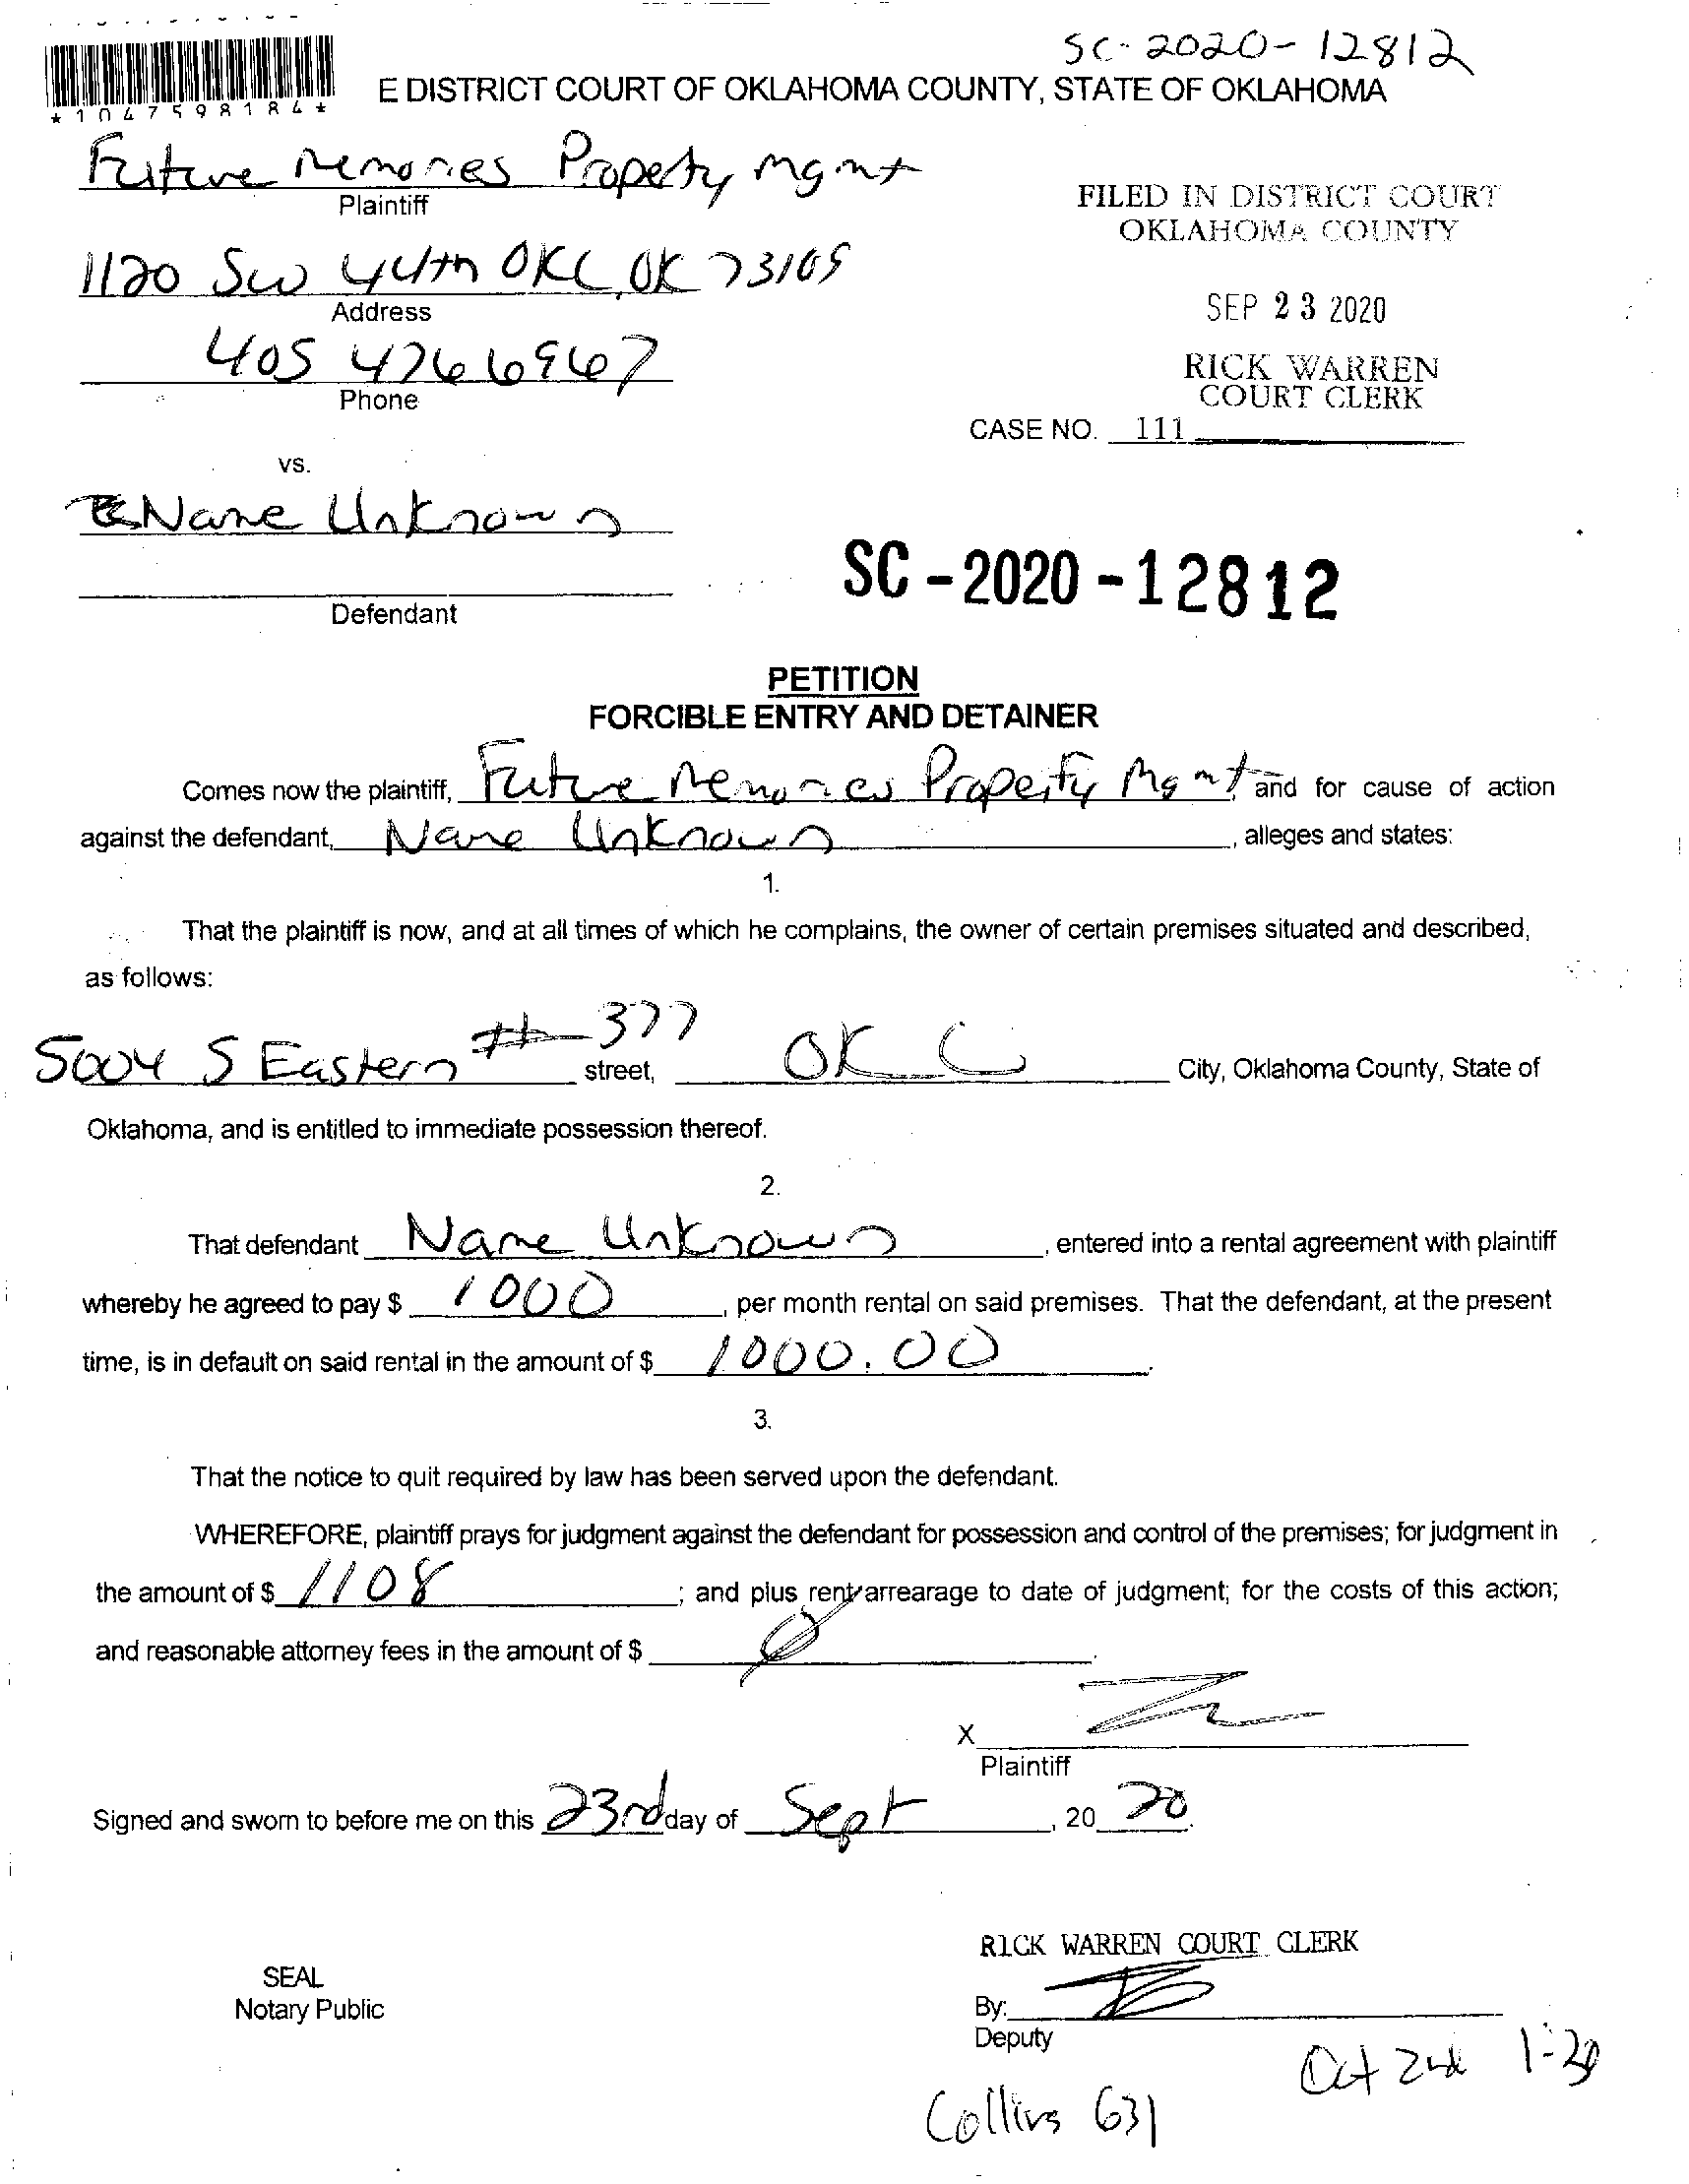 SC-2020-12812
*1047598184*
E DISTRICT COURT OF OKLAHOMA COUNTY, STATE OF OKLAHOMA
Future Memories Property Mgmt
Plaintiff
FILED IN DISTRICT COURT
OKLAHOMA COUNTY
1120 SW 44th OKC, OK 73109
Address
SEP 23 2020
405 476 6967
Phone
RICK WARREN
COURT CLERK
CASE NO. 111
vs.
Name Unknown
SC-2020-12812
Defendant
PETITION
FORCIBLE ENTRY AND DETAINER
Comes now the plaintiff, Future Memories Property Mgmt, and for cause of action
against the defendant, Name Unknown, alleges and states:
1.
That the plaintiff is now, and at all times of which he complains, the owner of certain premises situated and described,
as follows:
5004 S Eastern # 377 street, OK C City, Oklahoma County, State of
Oklahoma, and is entitled to immediate possession thereof.
2.
That defendant Name Unknown, entered into a rental agreement with plaintiff
whereby he agreed to pay $ 1000, per month rental on said premises. That the defendant, at the present
time, is in default on said rental in the amount of $ 1000.00.
3.
That the notice to quit required by law has been served upon the defendant.
WHEREFORE, plaintiff prays for judgment against the defendant for possession and control of the premises; for judgment in
the amount of $ 1108; and plus rent arrearage to date of judgment; for the costs of this action;
and reasonable attorney fees in the amount of $ Ø.
X
Plaintiff
Signed and sworn to before me on this 23rd day of Sept, 20 20.
RICK WARREN COURT CLERK
SEAL
Notary Public
By:
Deputy
Oct 2nd 1:30
Collins 631